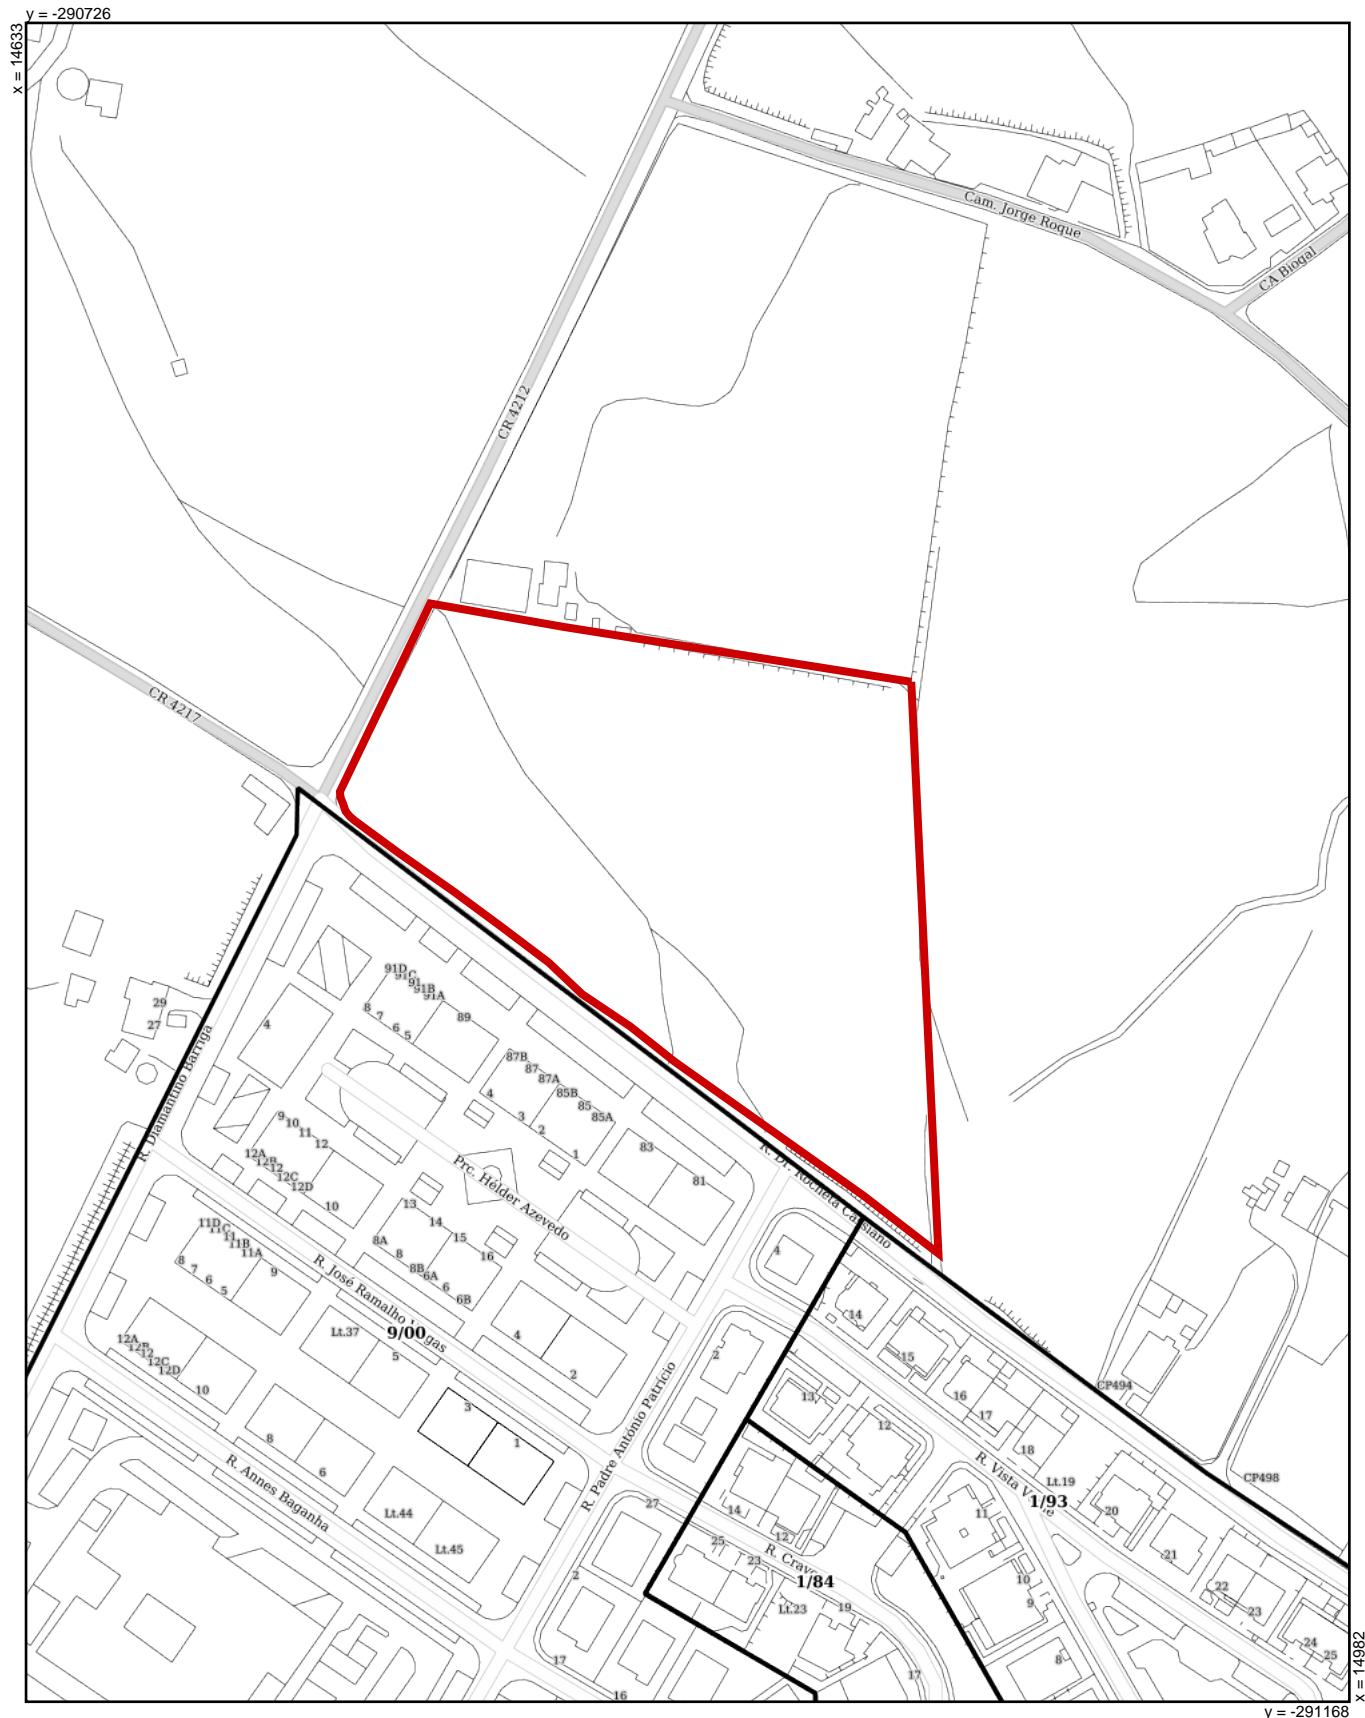 y = -290726
x = 14633
Cam. Jorge Roque
CA Biogal
CR 4212
CR 4217
91D
91C
91
91B
91A
8
7
6
5
89
4
29
27
R. Diamantino Barriga
87B
87
87A
85B
85
85A
4
3
2
1
83
81
9
10
11
12
12A
12B
12
12C
12D
10
Prc. Hélder Azevedo
R. Dr. Rocheta Cassiano
13
14
15
16
8A
8
8B
6A
6
6B
11D
11C
11
11B
11A
9
8
7
6
5
R. José Ramalho Viegas
9/00
Lt.37
5
4
2
4
2
14
15
13
12
16
17
18
Lt.19
CP494
CP498
12A
12B
12
12C
12D
10
3
1
8
6
R. Annes Baganha
Lt.44
Lt.45
R. Padre António Patrício
R. Vista Verde
1/93
20
21
22
23
24
25
11
10
9
8
27
14
12
25
23
R. Cravo
1/84
Lt.23
19
17
2
17
16
x = 14982
y = -291168